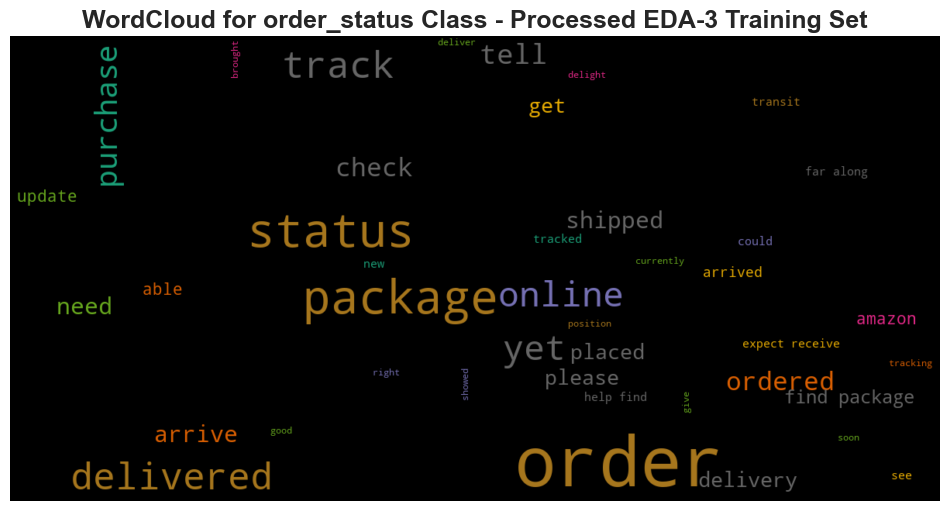 WordCloud for order_status Class - Processed EDA-3 Training Set
purchase
brought
deliver
track
tell
delight
get
transit
check
far along
update
shipped
status
tracked
could
new
currently
arrived
able
package
online
need
amazon
position
expect receive
yet
placed
tracking
right
showed
please
ordered
help find
find package
give
arrive
good
soon
delivered
order
delivery
see